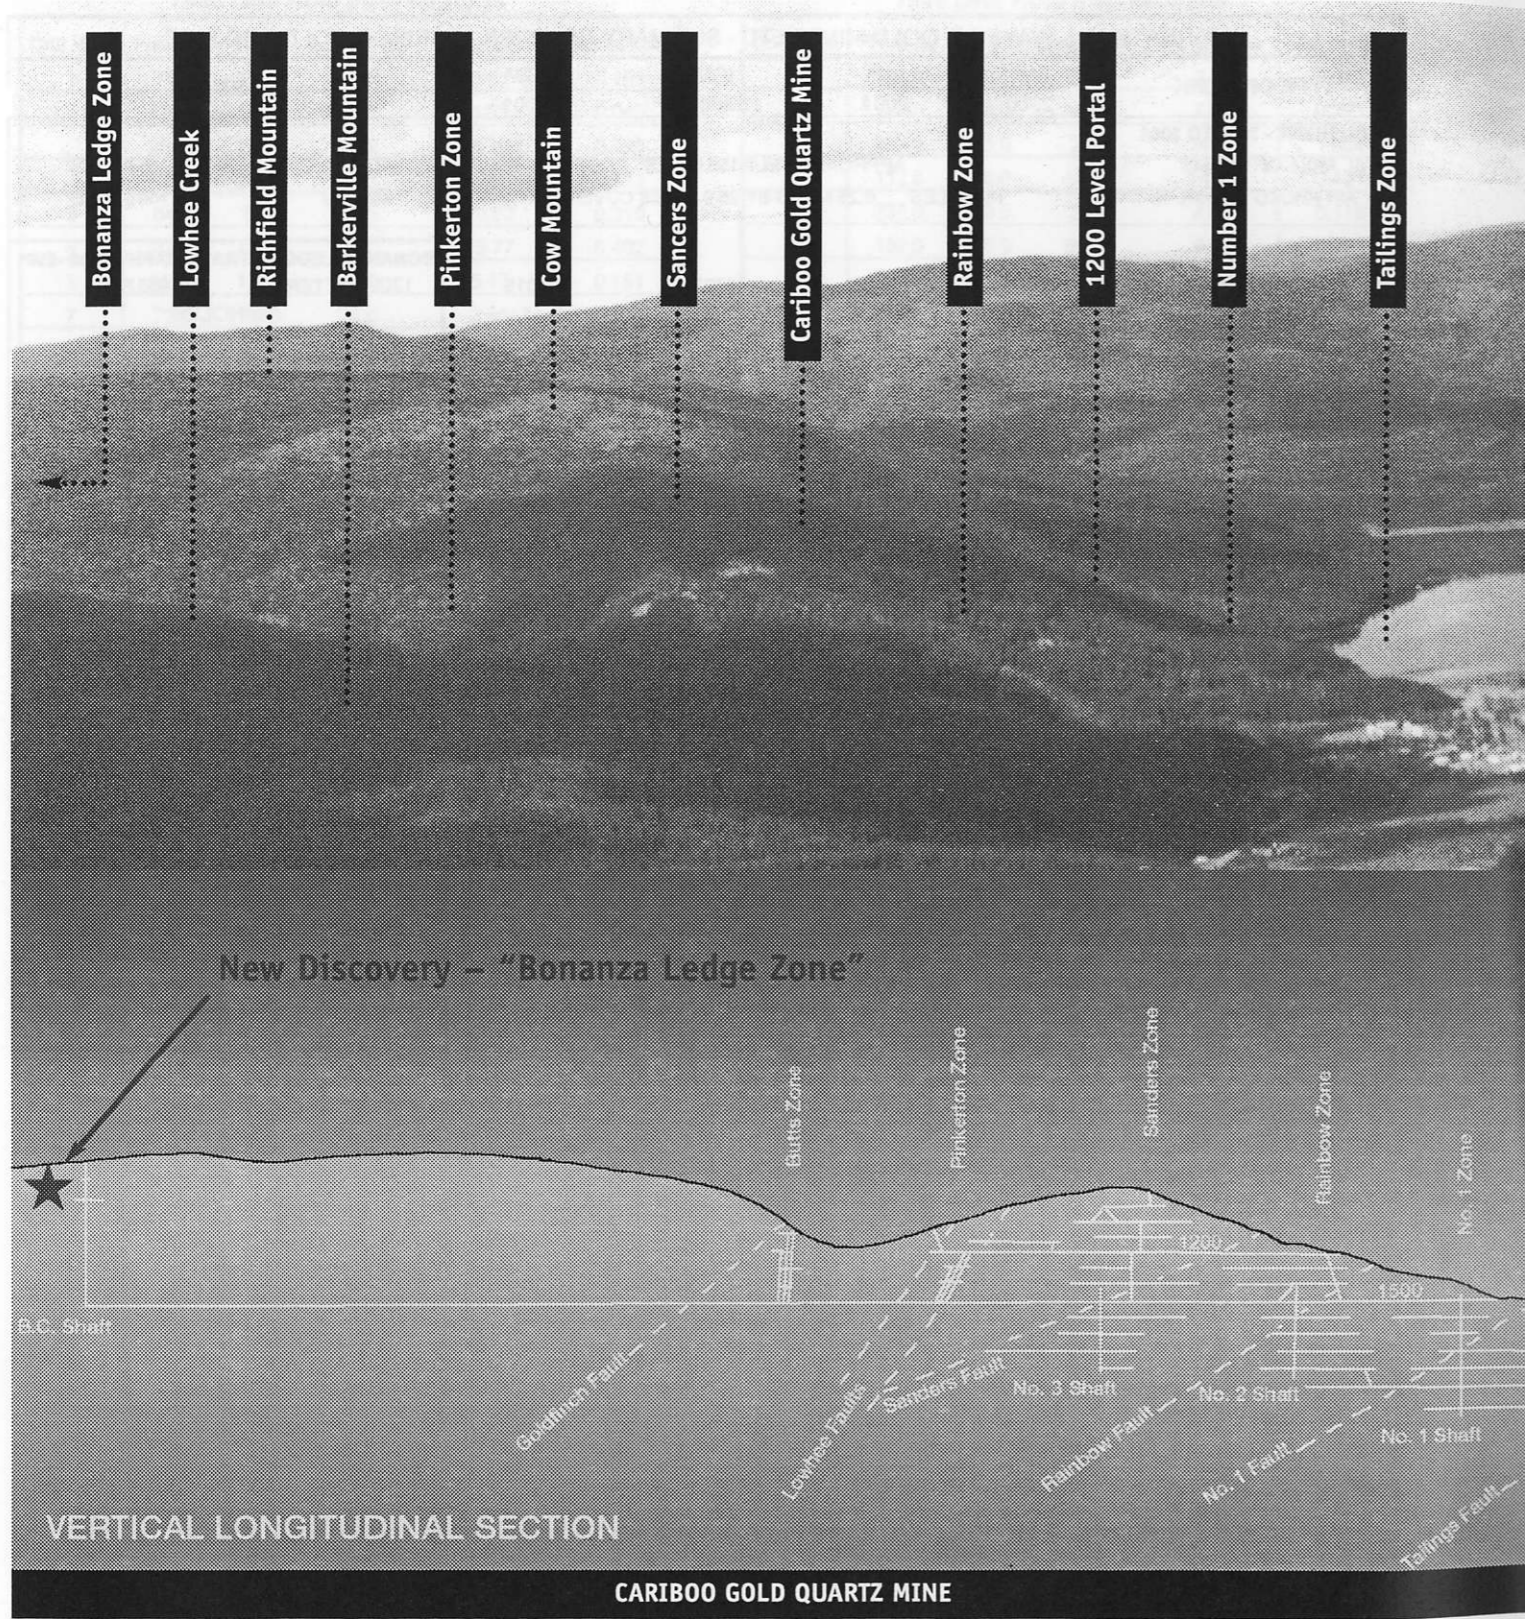 Bonanza Ledge Zone
Lowhee Creek
Richfield Mountain
Barkerville Mountain
Pinkerton Zone
Cow Mountain
Sancers Zone
Cariboo Gold Quartz Mine
Rainbow Zone
1200 Level Portal
Number 1 Zone
Tailings Zone
New Discovery – “Bonanza Ledge Zone”
Butts Zone
Pinkerton Zone
Sanders Zone
Rainbow Zone
No. 1 Zone
1200
1500
B.C. Shaft
Goldfinch Fault
Lowhee Faults
Sanders Fault
No. 3 Shaft
Rainbow Fault
No. 2 Shaft
No. 1 Fault
No. 1 Shaft
Tailings Fault
VERTICAL LONGITUDINAL SECTION
CARIBOO GOLD QUARTZ MINE